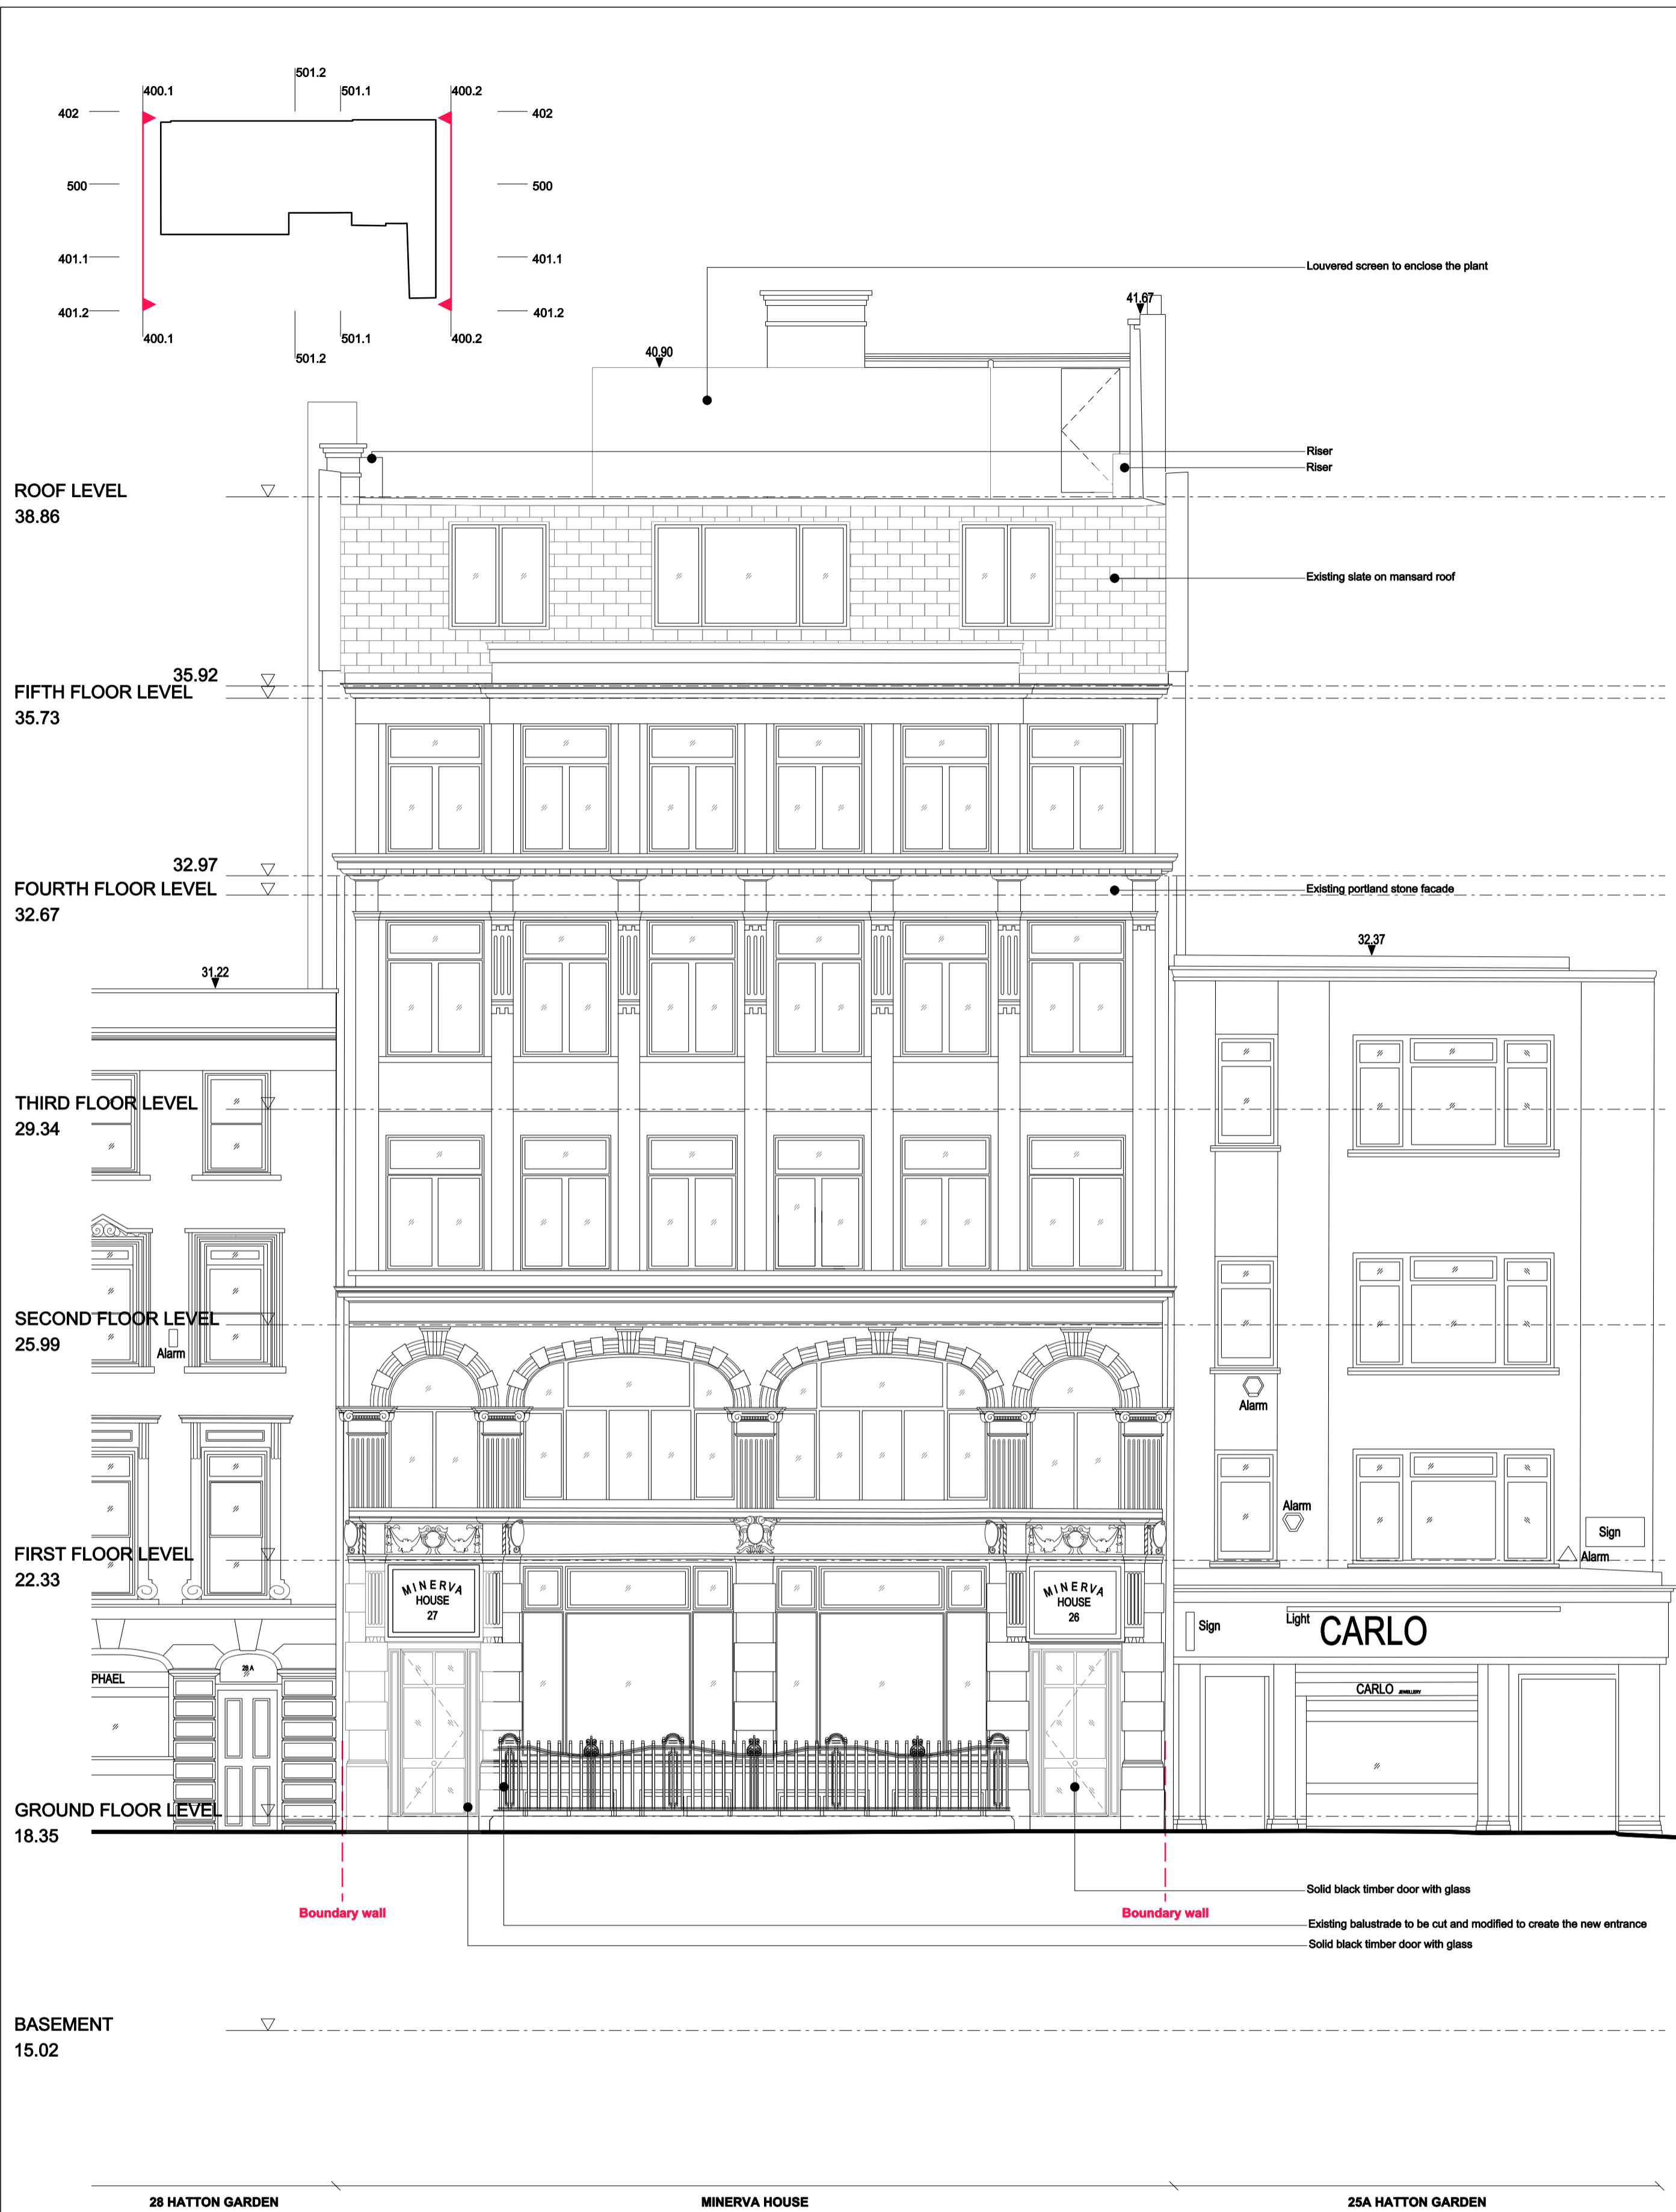 501.2
400.1 501.1 400.2
402 402
500 500
401.1 401.1
401.2 401.2
400.1 501.1 400.2
501.2
Louvered screen to enclose the plant
41.67
40.90
Riser
Riser
ROOF LEVEL
38.86
Existing slate on mansard roof
35.92
FIFTH FLOOR LEVEL
35.73
32.97
FOURTH FLOOR LEVEL
32.67
Existing portland stone facade
32.37
31.22
THIRD FLOOR LEVEL
29.34
SECOND FLOOR LEVEL
25.99
Alarm
Alarm
Alarm
Sign
Alarm
FIRST FLOOR LEVEL
22.33
MINERVA
HOUSE
27
MINERVA
HOUSE
26
Sign
Light
CARLO
PHAEL
28 A
CARLO JEWELLERY
GROUND FLOOR LEVEL
18.35
Solid black timber door with glass
Boundary wall
Boundary wall
Existing balustrade to be cut and modified to create the new entrance
Solid black timber door with glass
BASEMENT
15.02
28 HATTON GARDEN
MINERVA HOUSE
25A HATTON GARDEN